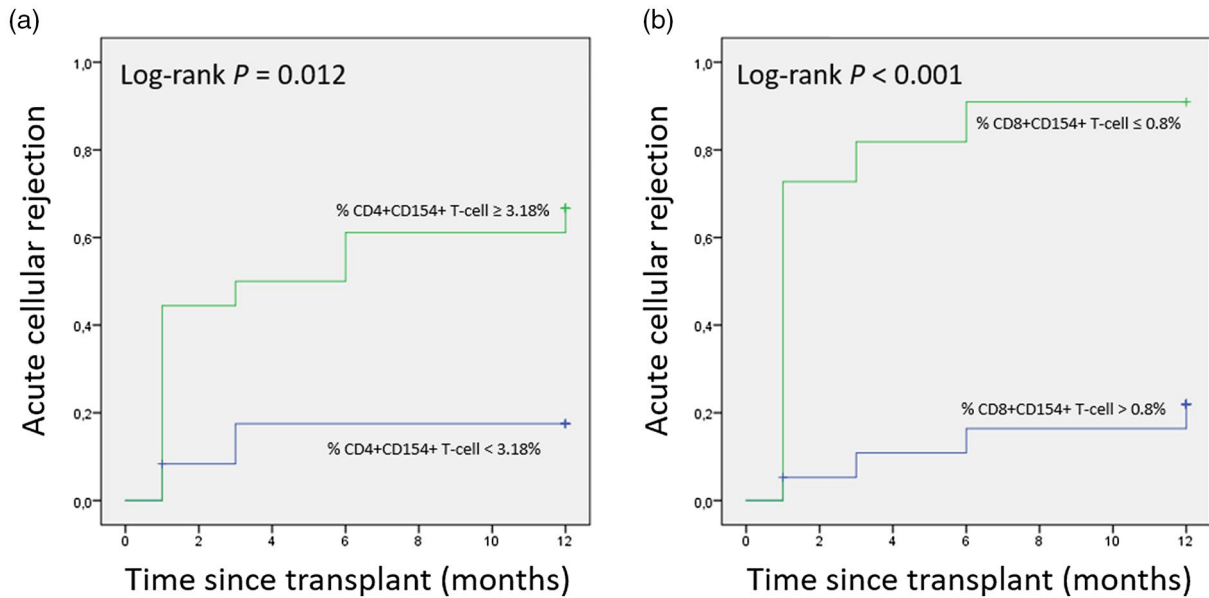 (a)
Log-rank P = 0.012
Acute cellular rejection
1,0
0,8
0,6
0,4
0,2
0,0
% CD4+CD154+ T-cell ≥ 3.18%
% CD4+CD154+ T-cell < 3.18%
0 2 4 6 8 10 12
Time since transplant (months)
(b)
Log-rank P < 0.001
Acute cellular rejection
1,0
0,8
0,6
0,4
0,2
0,0
% CD8+CD154+ T-cell ≤ 0.8%
% CD8+CD154+ T-cell > 0.8%
0 2 4 6 8 10 12
Time since transplant (months)